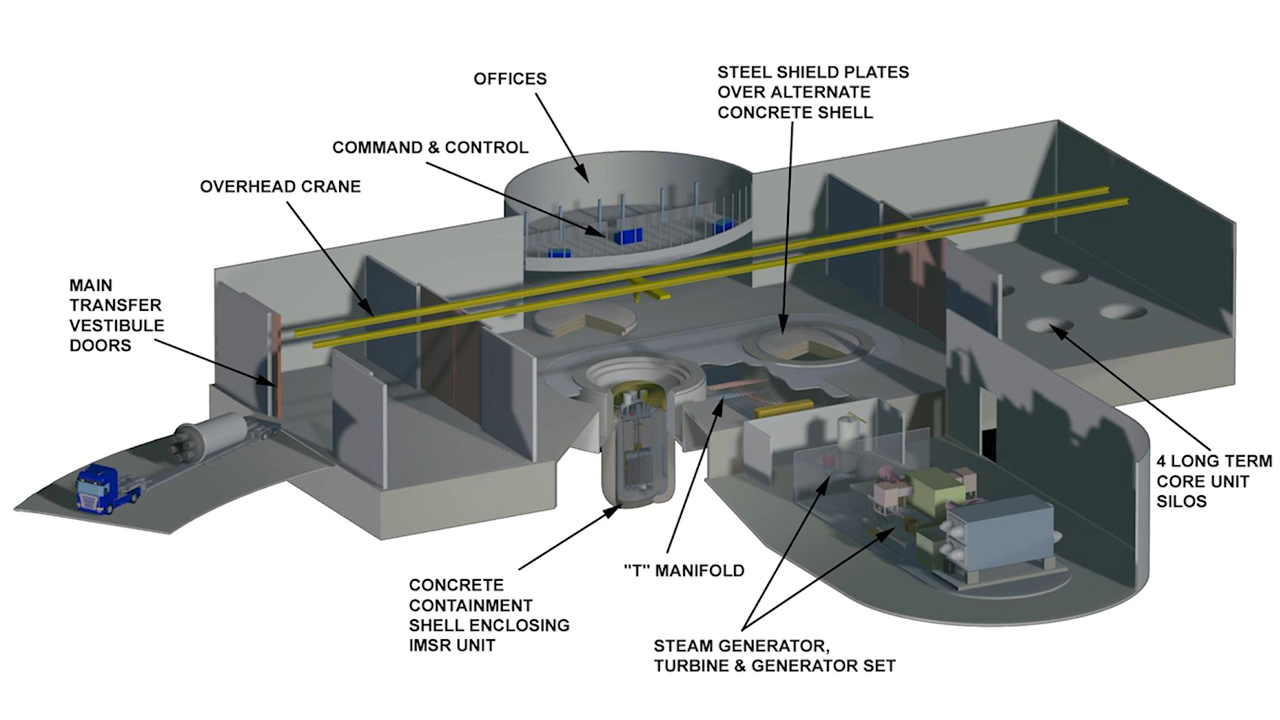 OFFICES
STEEL SHIELD PLATES
OVER ALTERNATE
CONCRETE SHELL
COMMAND & CONTROL
OVERHEAD CRANE
MAIN
TRANSFER
VESTIBULE
DOORS
4 LONG TERM
CORE UNIT
SILOS
"T" MANIFOLD
CONCRETE
CONTAINMENT
SHELL ENCLOSING
IMSR UNIT
STEAM GENERATOR,
TURBINE & GENERATOR SET